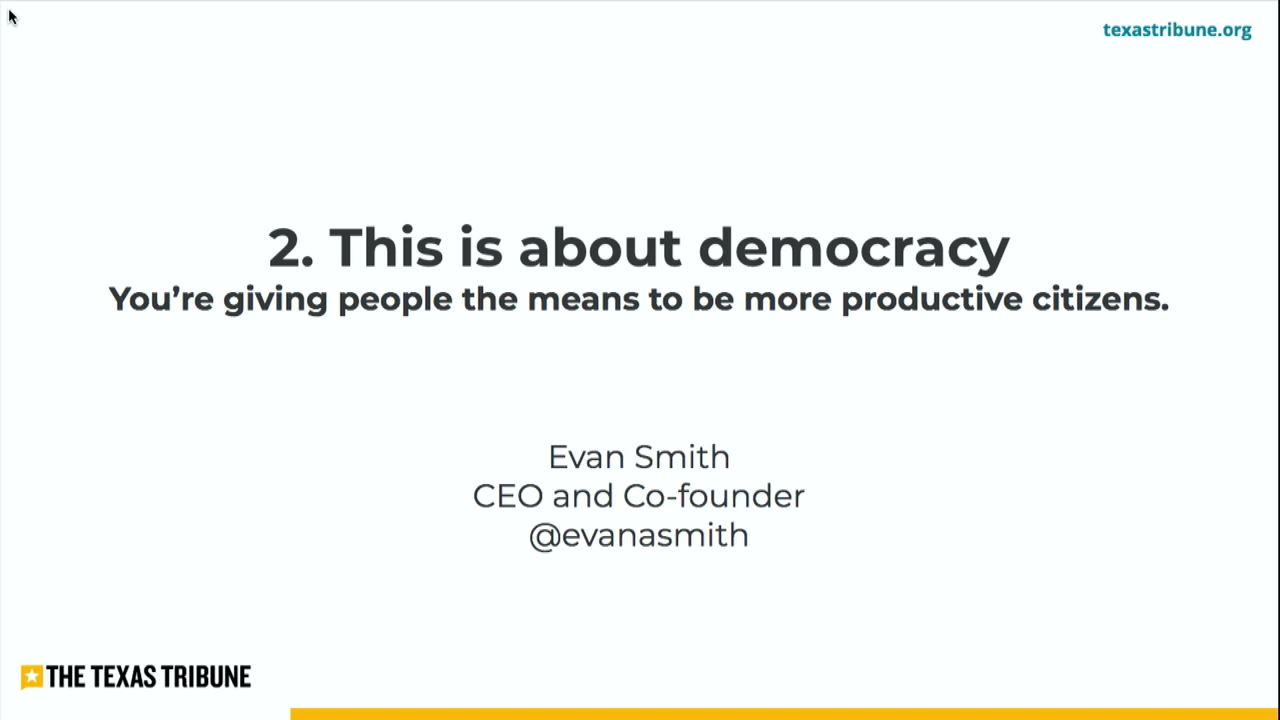 texastribune.org
2. This is about democracy
You’re giving people the means to be more productive citizens.
Evan Smith
CEO and Co-founder
@evanasmith
THE TEXAS TRIBUNE